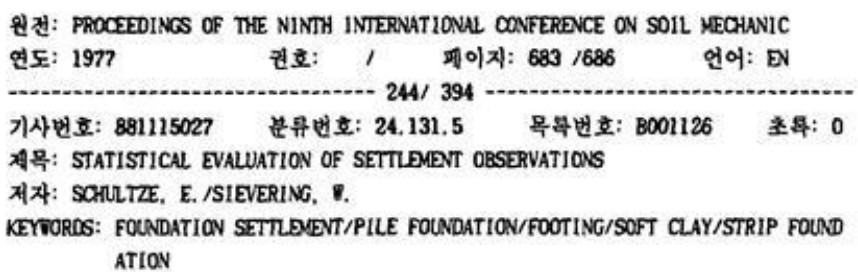 원전: PROCEEDINGS OF THE NINTH INTERNATIONAL CONFERENCE ON SOIL MECHANIC
연도: 1977 권호: / 페이지: 683 /686 언어: EN
---------------------------------- 244/ 394 ----------------------------------
기사번호: 881115027 분류번호: 24.131.5 목록번호: B001126 초록: 0
제목: STATISTICAL EVALUATION OF SETTLEMENT OBSERVATIONS
저자: SCHULTZE, E./SIEVERING, W.
KEYWORDS: FOUNDATION SETTLEMENT/PILE FOUNDATION/FOOTING/SOFT CLAY/STRIP FOUND
ATION